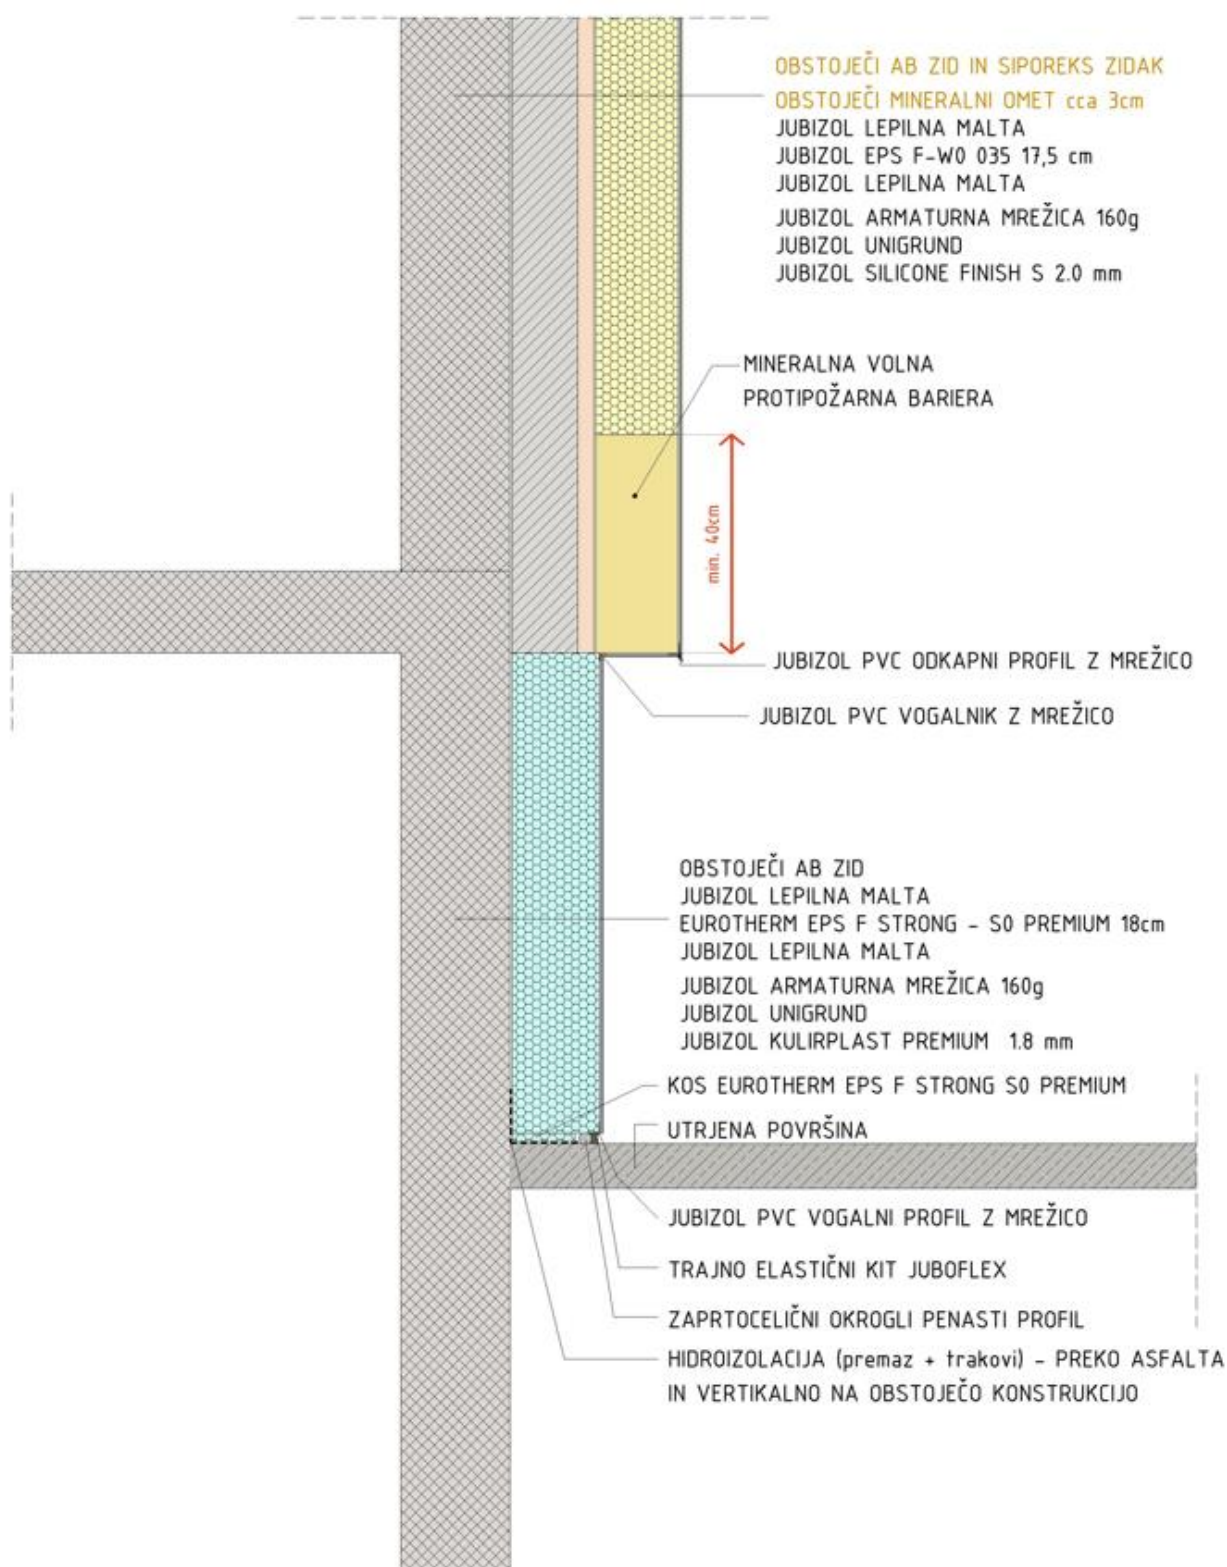 OBSTOJEČI AB ZID IN SIPOREKS ZIDAK
OBSTOJEČI MINERALNI OMET cca 3cm
JUBIZOL LEPILNA MALTA
JUBIZOL EPS F-W0 035 17,5 cm
JUBIZOL LEPILNA MALTA
JUBIZOL ARMATURNA MREŽICA 160g
JUBIZOL UNIGRUND
JUBIZOL SILICONE FINISH S 2.0 mm
MINERALNA VOLNA
PROTIPOŽARNA BARIERA
min. 40cm
JUBIZOL PVC ODKAPNI PROFIL Z MREŽICO
JUBIZOL PVC VOGALNIK Z MREŽICO
OBSTOJEČI AB ZID
JUBIZOL LEPILNA MALTA
EUROTHERM EPS F STRONG - S0 PREMIUM 18cm
JUBIZOL LEPILNA MALTA
JUBIZOL ARMATURNA MREŽICA 160g
JUBIZOL UNIGRUND
JUBIZOL KULIRPLAST PREMIUM 1.8 mm
KOS EUROTHERM EPS F STRONG S0 PREMIUM
UTRJENA POVRŠINA
JUBIZOL PVC VOGALNI PROFIL Z MREŽICO
TRAJNO ELASTIČNI KIT JUBOFLEX
ZAPRTOCELIČNI OKROGLI PENASTI PROFIL
HIDROIZOLACIJA (premaz + trakovi) - PREKO ASFALTA
IN VERTIKALNO NA OBSTOJEČO KONSTRUKCIJO